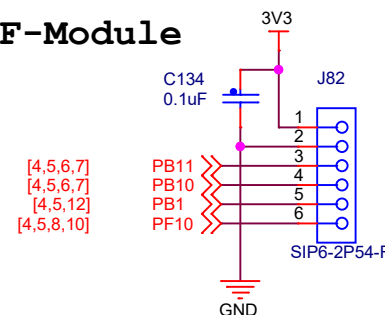 F-Module
3V3
C134
0.1uF
J82
1
2
3
4
5
6
[4,5,6,7] PB11
[4,5,6,7] PB10
[4,5,12] PB1
[4,5,8,10] PF10
SIP6-2P54-F
GND